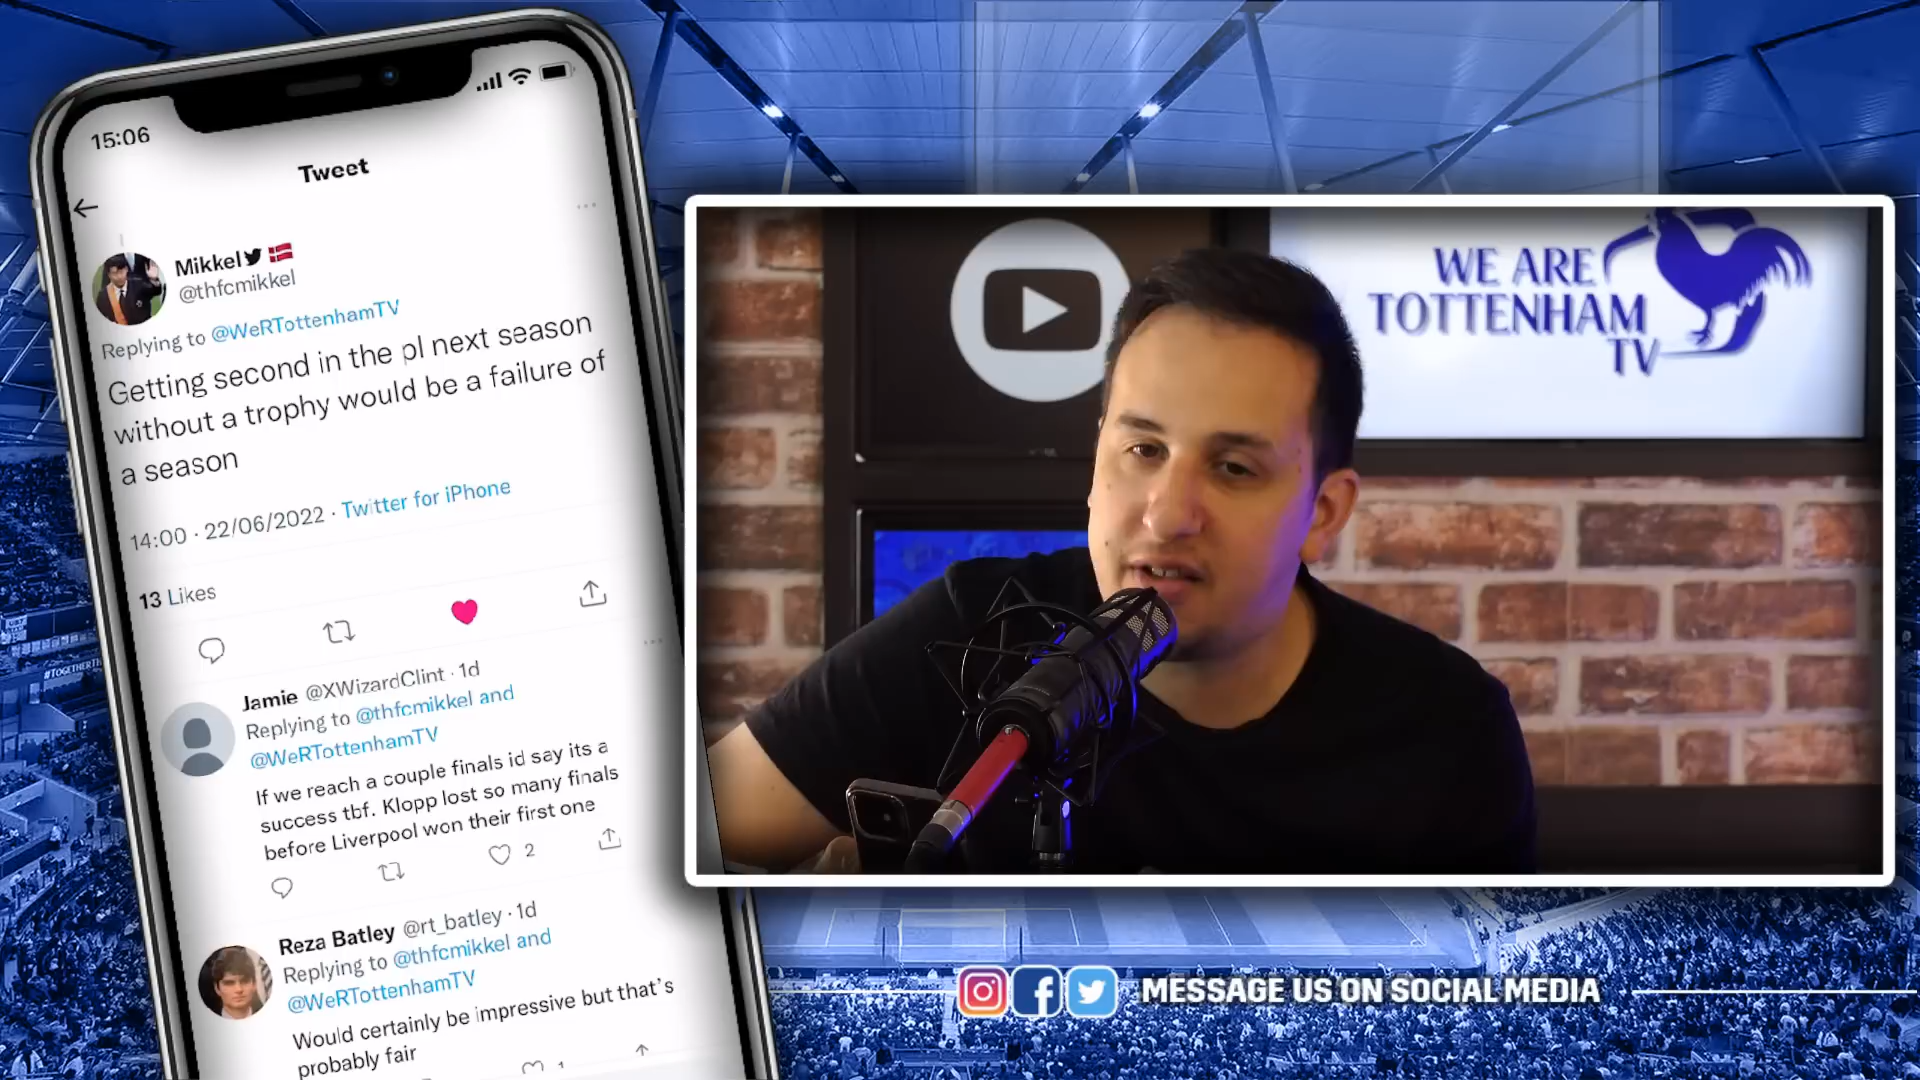 15:06
Tweet
Mikkel
@thfcmikkel
Replying to @WeRTottenhamTV
Getting second in the pl next season
without a trophy would be a failure of
a season
14:00 · 22/06/2022 · Twitter for iPhone
13 Likes
Jamie @XWizardClint · 1d
Replying to @thfcmikkel and
@WeRTottenhamTV
If we reach a couple finals id say its a
success tbf. Klopp lost so many finals
before Liverpool won their first one
2
Reza Batley @rt_batley · 1d
Replying to @thfcmikkel and
@WeRTottenhamTV
Would certainly be impressive but that's
probably fair
1
WE ARE
TOTTENHAM
TV
MESSAGE US ON SOCIAL MEDIA